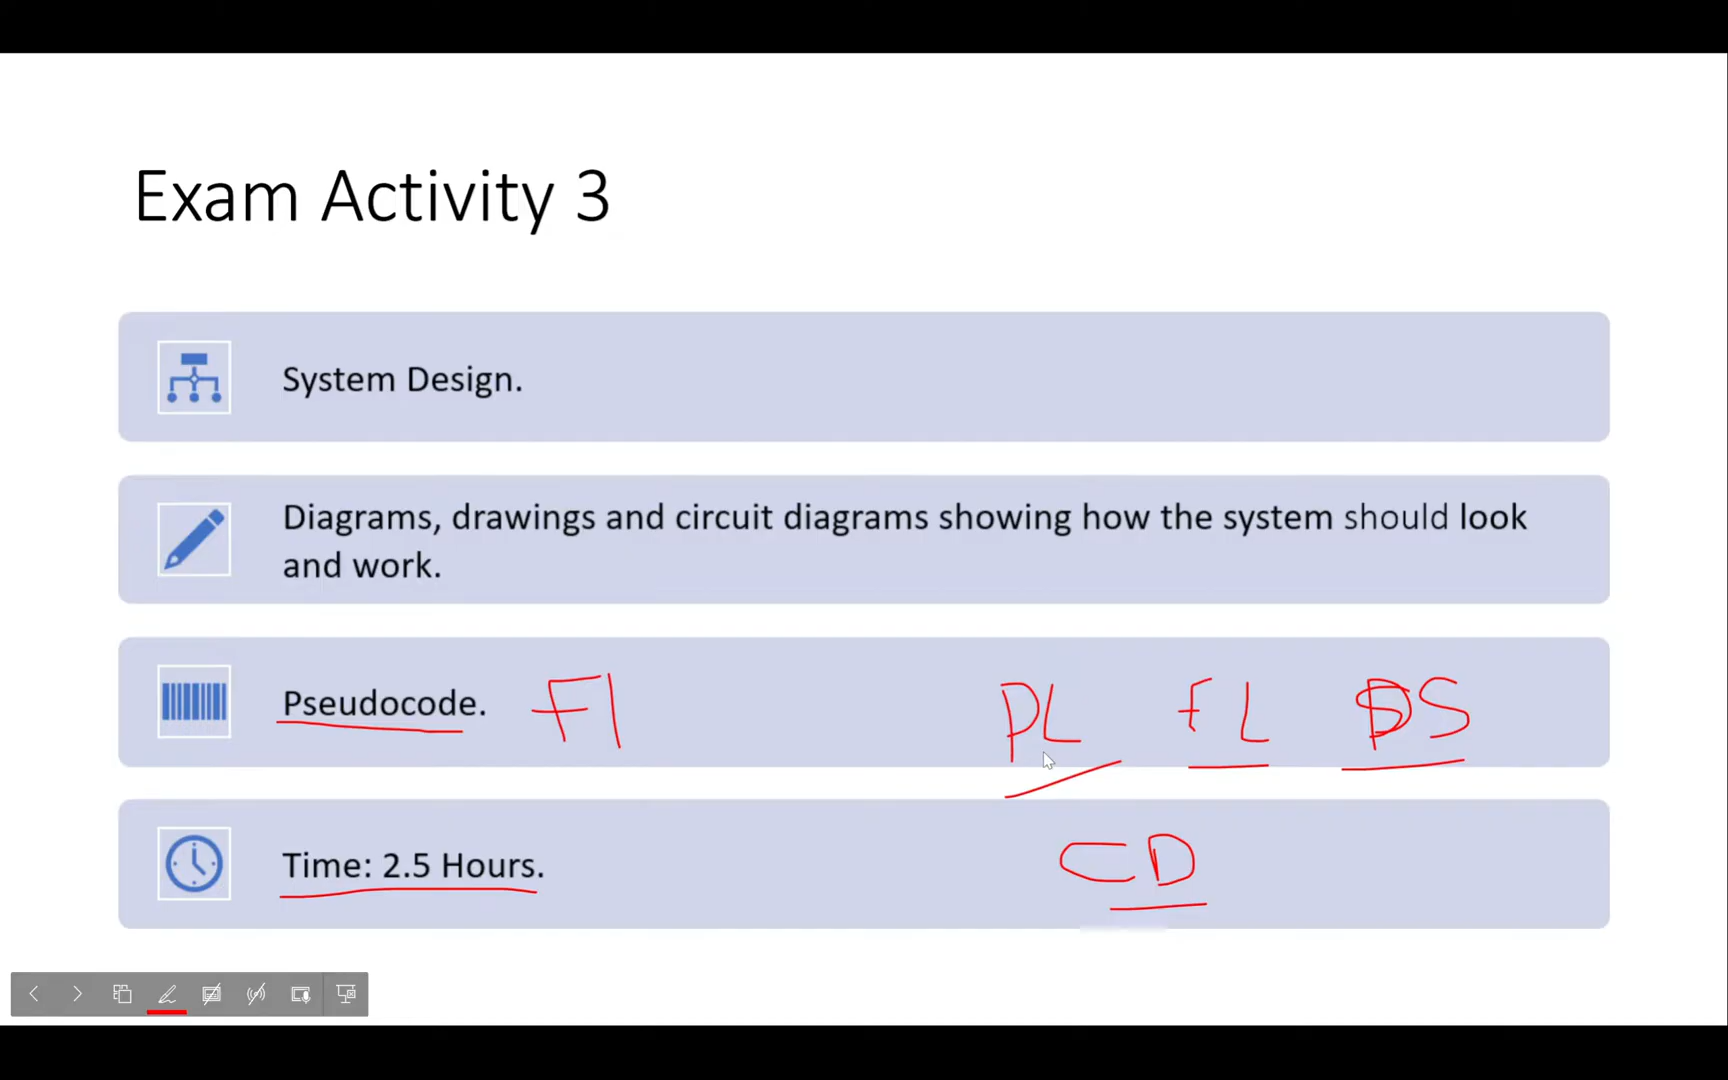 Exam Activity 3
System Design.
Diagrams, drawings and circuit diagrams showing how the system should look
and work.
Pseudocode. Fl PL FL DS
Time: 2.5 Hours. CD